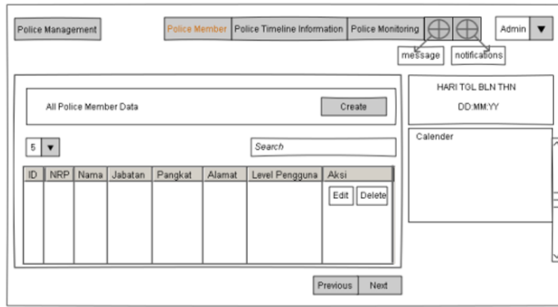 Police Management
Police Member
Police Timeline Information
Police Monitoring
Admin
message
notifications
HARI TGL BLN THN
DD:MM:YY
All Police Member Data
Create
Calender
5
Search
ID
NRP
Nama
Jabatan
Pangkat
Alamat
Level Pengguna
Aksi
Edit
Delete
Previous
Next